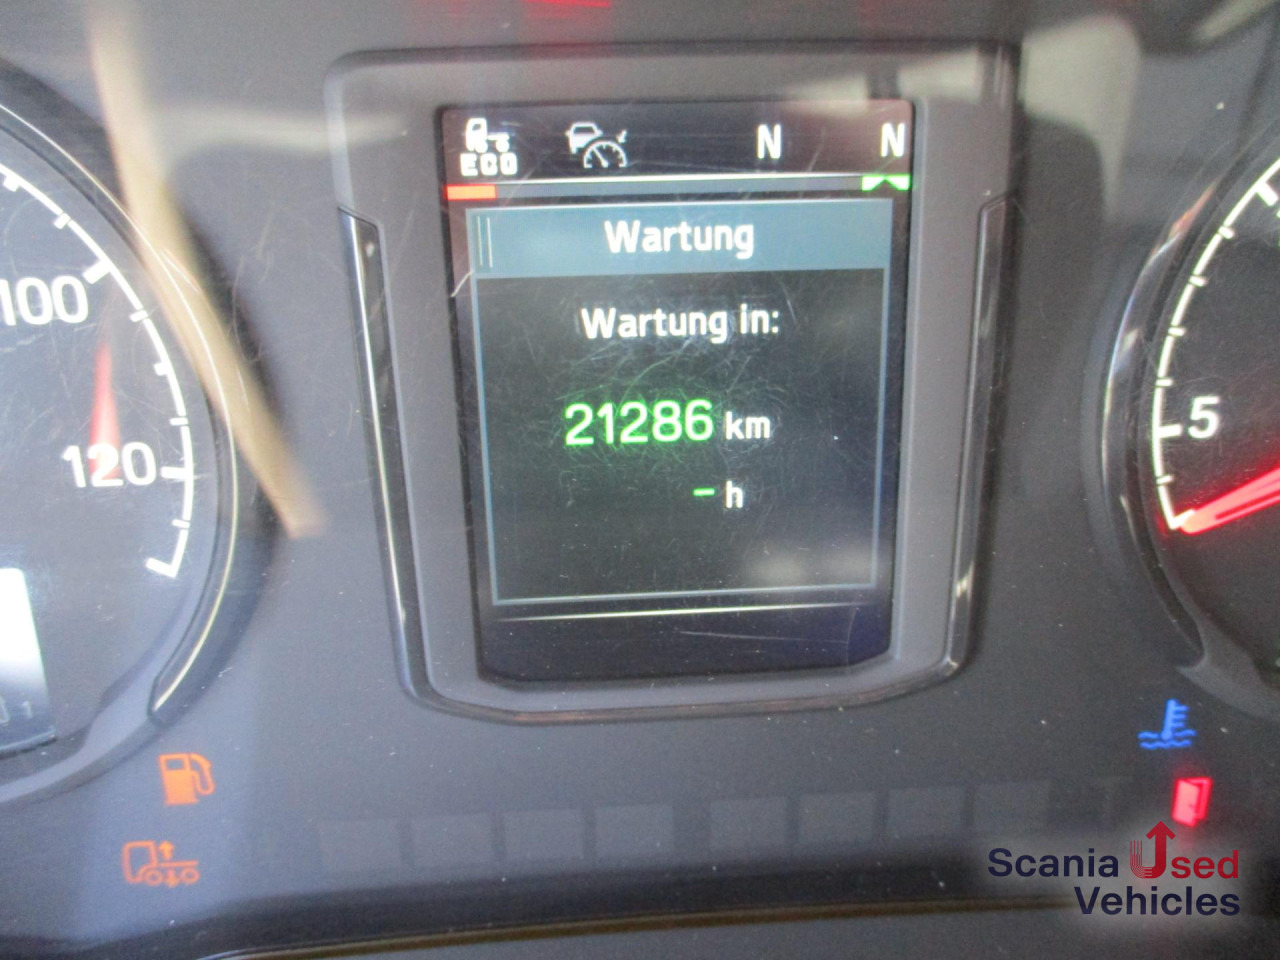 ECO N N
Wartung
Wartung in:
21286 km
- h
100
120
5
Scania Used
Vehicles